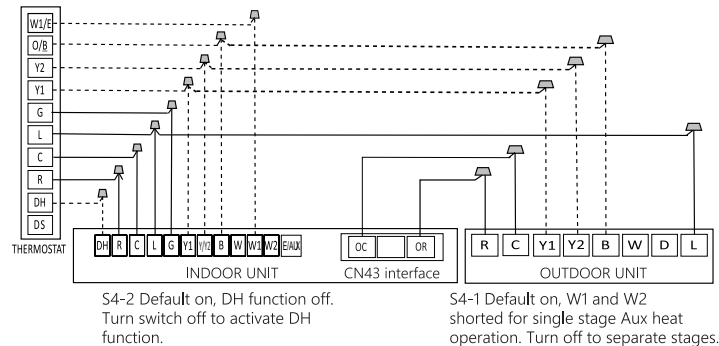 W1/E
O/B
Y2
Y1
G
L
C
R
DH
DS
THERMOSTAT
DH R C L G Y1 Y/Y2 B W W1 W2 E/AUX
INDOOR UNIT
OC OR
CN43 interface
R C Y1 Y2 B W D L
OUTDOOR UNIT
S4-2 Default on, DH function off.
Turn switch off to activate DH
function.
S4-1 Default on, W1 and W2
shorted for single stage Aux heat
operation. Turn off to separate stages.